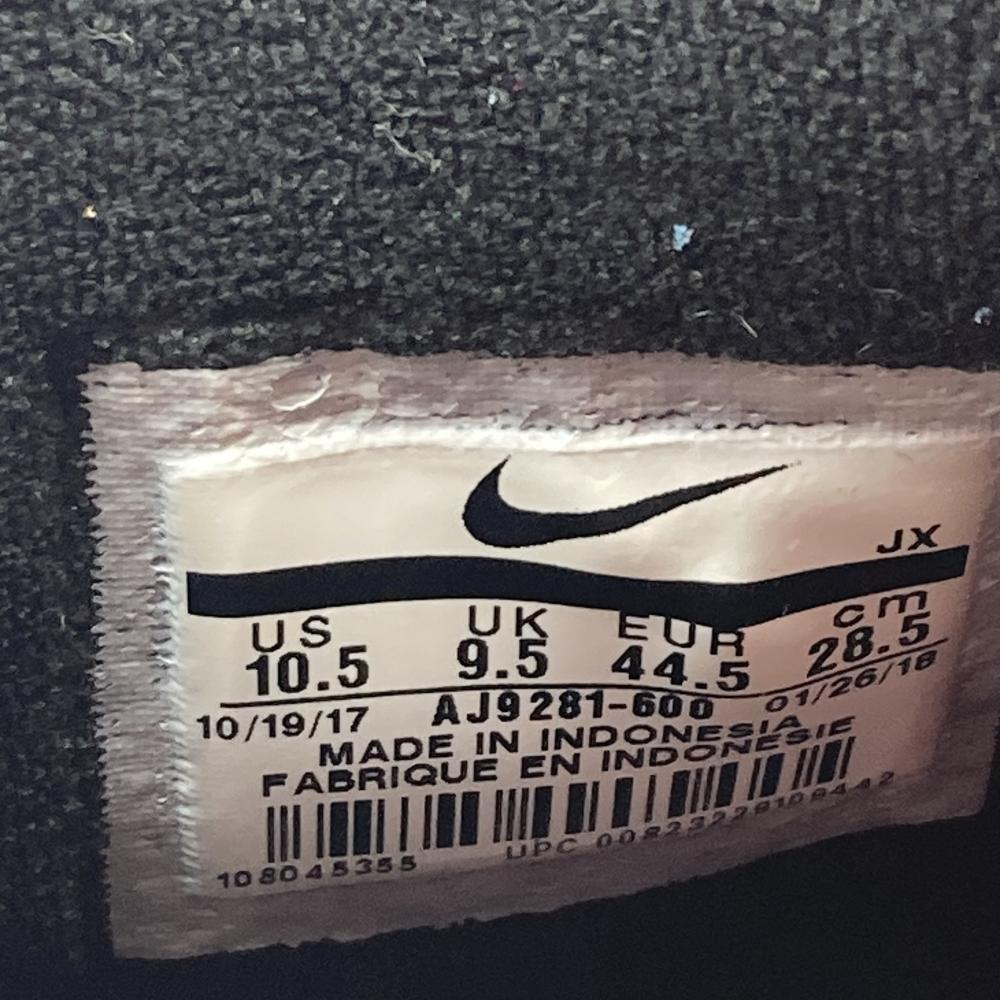 JX
US UK EUR cm
10.5 9.5 44.5 28.5
10/19/17 AJ9281-600 01/26/18
MADE IN INDONESIA
FABRIQUE EN INDONESIE
108045355 UPC